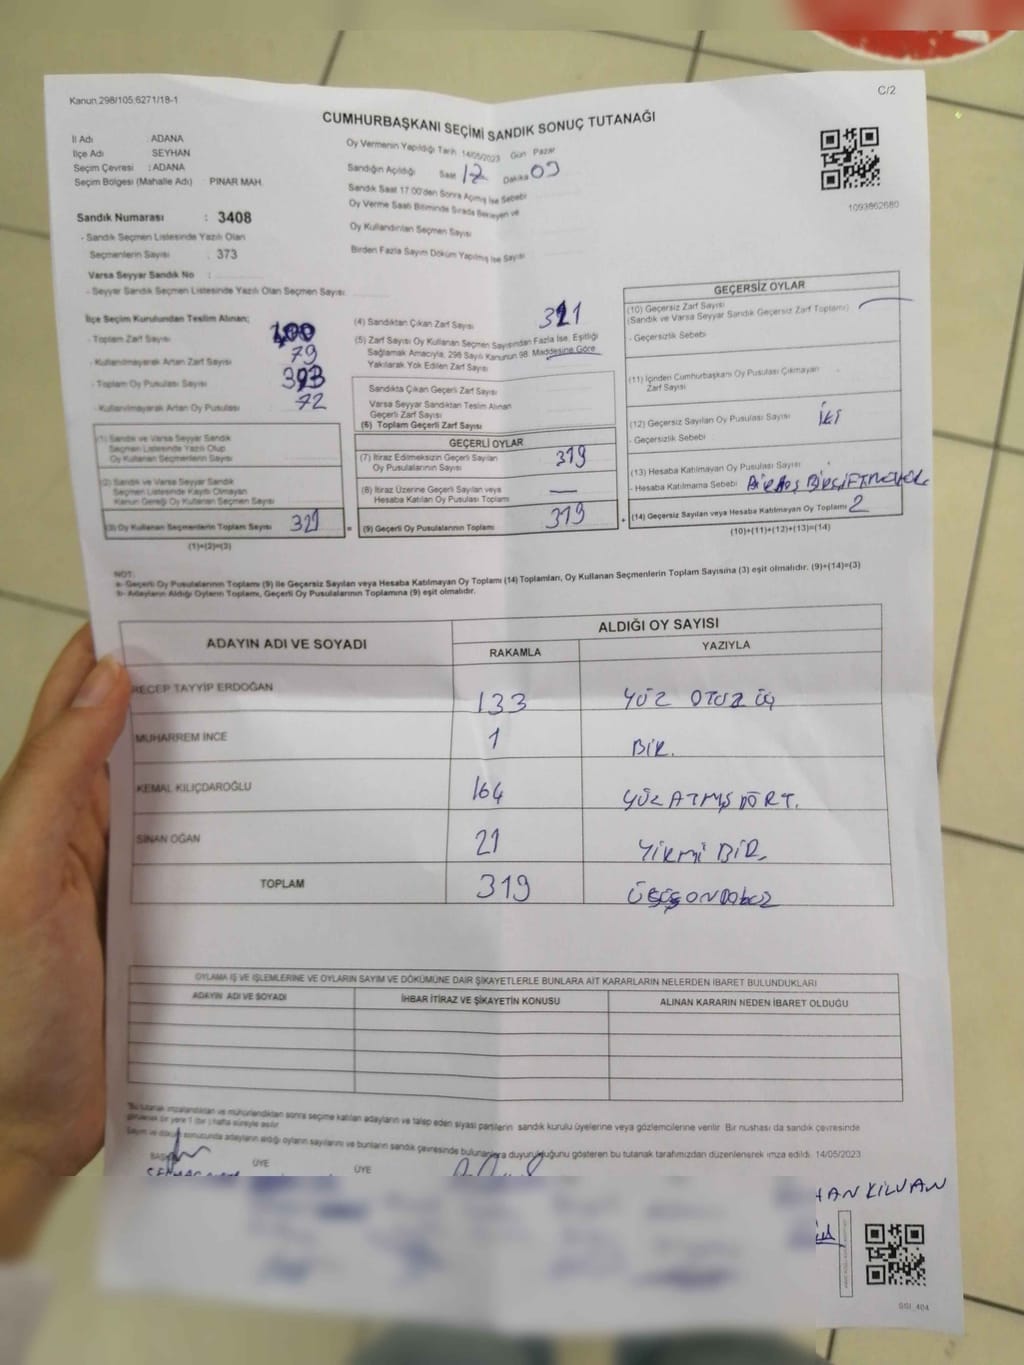 Kanun 298/105,6271/18-1
C/2
CUMHURBAŞKANI SEÇİMİ SANDIK SONUÇ TUTANAĞI
İl Adı : ADANA
İlçe Adı SEYHAN
Seçim Çevresi : ADANA
Seçim Bölgesi (Mahalle Adı) : PINAR MAH.
Sandık Numarası : 3408
- Sandık Seçmen Listesinde Yazılı Olan
Seçmenlerin Sayısı : 373
Varsa Seyyar Sandık No :
- Seyyar Sandık Seçmen Listesinde Yazılı Olan Seçmen Sayısı
Oy Vermenin Yapıldığı Tarih 14/05/2023 Gün Pazar
Sandığın Açıldığı Saat 17 Dakika 09
Sandık Saat 17.00'den Sonra Açmış İse Sebebi
Oy Verme Saati Bitiminde Sırada Bekleyen ve
Oy Kullandırılan Seçmen Sayısı
Birden Fazla Sayım Döküm Yapılmış İse Sayısı
1093862680
İlçe Seçim Kurulundan Teslim Alınan;
- Toplam Zarf Sayısı 400
- Kullanılmayarak Artan Zarf Sayısı 79
- Toplam Oy Pusulası Sayısı 393
- Kullanılmayarak Artan Oy Pusulası 72
(1) Sandık ve Varsa Seyyar Sandık
Seçmen Listesinde Yazılı Olup
Oy Kullanan Seçmenlerin Sayısı
(2) Sandık ve Varsa Seyyar Sandık
Seçmen Listesinde Kayıtlı Olmayan
Kanun Gereği Oy Kullanan Seçmen Sayısı
(3) Oy Kullanan Seçmenlerin Toplam Sayısı 321 =
(1)+(2)=(3)
(4) Sandıktan Çıkan Zarf Sayısı 321
(5) Zarf Sayısı Oy Kullanan Seçmen Sayısından Fazla İse, Eşitliği
Sağlamak Amacıyla, 298 Sayılı Kanunun 98. Maddesine Göre
Yakılarak Yok Edilen Zarf Sayısı
Sandıkta Çıkan Geçerli Zarf Sayısı
Varsa Seyyar Sandıktan Teslim Alınan
Geçerli Zarf Sayısı
(6) Toplam Geçerli Zarf Sayısı
GEÇERLİ OYLAR
(7) İtiraz Edilmeksizin Geçerli Sayılan
Oy Pusulalarının Sayısı 319
(8) İtiraz Üzerine Geçerli Sayılan veya
Hesaba Katılan Oy Pusulası Toplamı —
(9) Geçerli Oy Pusulalarının Toplamı 319 +
GEÇERSİZ OYLAR
(10) Geçersiz Zarf Sayısı
(Sandık ve Varsa Seyyar Sandık Geçersiz Zarf Toplamı)
- Geçersizlik Sebebi
(11) İçinden Cumhurbaşkanı Oy Pusulası Çıkmayan
Zarf Sayısı
(12) Geçersiz Sayılan Oy Pusulası Sayısı İKİ
- Geçersizlik Sebebi
(13) Hesaba Katılmayan Oy Pusulası Sayısı
- Hesaba Katılmama Sebebi
(14) Geçersiz Sayılan veya Hesaba Katılmayan Oy Toplamı 2
(10)+(11)+(12)+(13)=(14)
NOT:
a- Geçerli Oy Pusulalarının Toplamı (9) ile Geçersiz Sayılan veya Hesaba Katılmayan Oy Toplamı (14) Toplamları, Oy Kullanan Seçmenlerin Toplam Sayısına (3) eşit olmalıdır. (9)+(14)=(3)
b- Adayların Aldığı Oyların Toplamı, Geçerli Oy Pusulalarının Toplamına (9) eşit olmalıdır.
ADAYIN ADI VE SOYADI
ALDIĞI OY SAYISI
RAKAMLA YAZIYLA
RECEP TAYYİP ERDOĞAN 133 YÜZ OTUZ ÜÇ
MUHARREM İNCE 1 BİR.
KEMAL KILIÇDAROĞLU 164 YÜZ ATMIŞ DÖRT.
SİNAN OĞAN 21 YİRMİ BİR.
TOPLAM 319
OYLAMA İŞ VE İŞLEMLERİNE VE OYLARIN SAYIM VE DÖKÜMÜNE DAİR ŞİKAYETLERLE BUNLARA AİT KARARLARIN NELERDEN İBARET BULUNDUKLARI
ADAYIN ADI VE SOYADI İHBAR İTİRAZ VE ŞİKAYETİN KONUSU ALINAN KARARIN NEDEN İBARET OLDUĞU
"Bu tutanak imzalandıktan ve mühürlendikten sonra seçime katılan adayların ve talep eden siyasi partilerin sandık kurulu üyelerine veya gözlemcilerine verilir. Bir nushası da sandık çevresinde
görülecek bir yere 1 (bir) hafta süreyle asılır.
Sayım ve döküm sonucunda adayların aldığı oyların sayılarını ve bunların sandık çevresinde bulunanlara duyurulduğunu gösteren bu tutanak tarafımızdan düzenlenerek imza edildi. 14/05/2023
ÜYE ÜYE
HAN KILVAN
GSI_404